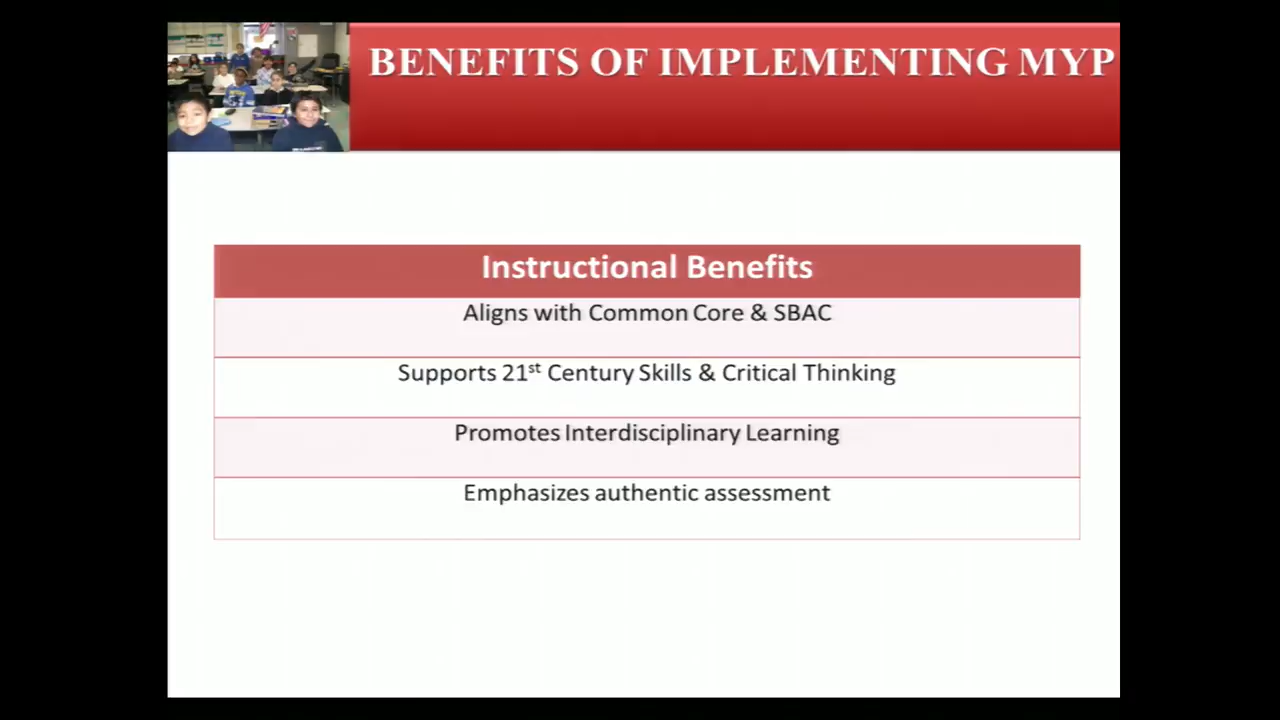 BENEFITS OF IMPLEMENTING MYP
Instructional Benefits
Aligns with Common Core & SBAC
Supports 21st Century Skills & Critical Thinking
Promotes Interdisciplinary Learning
Emphasizes authentic assessment